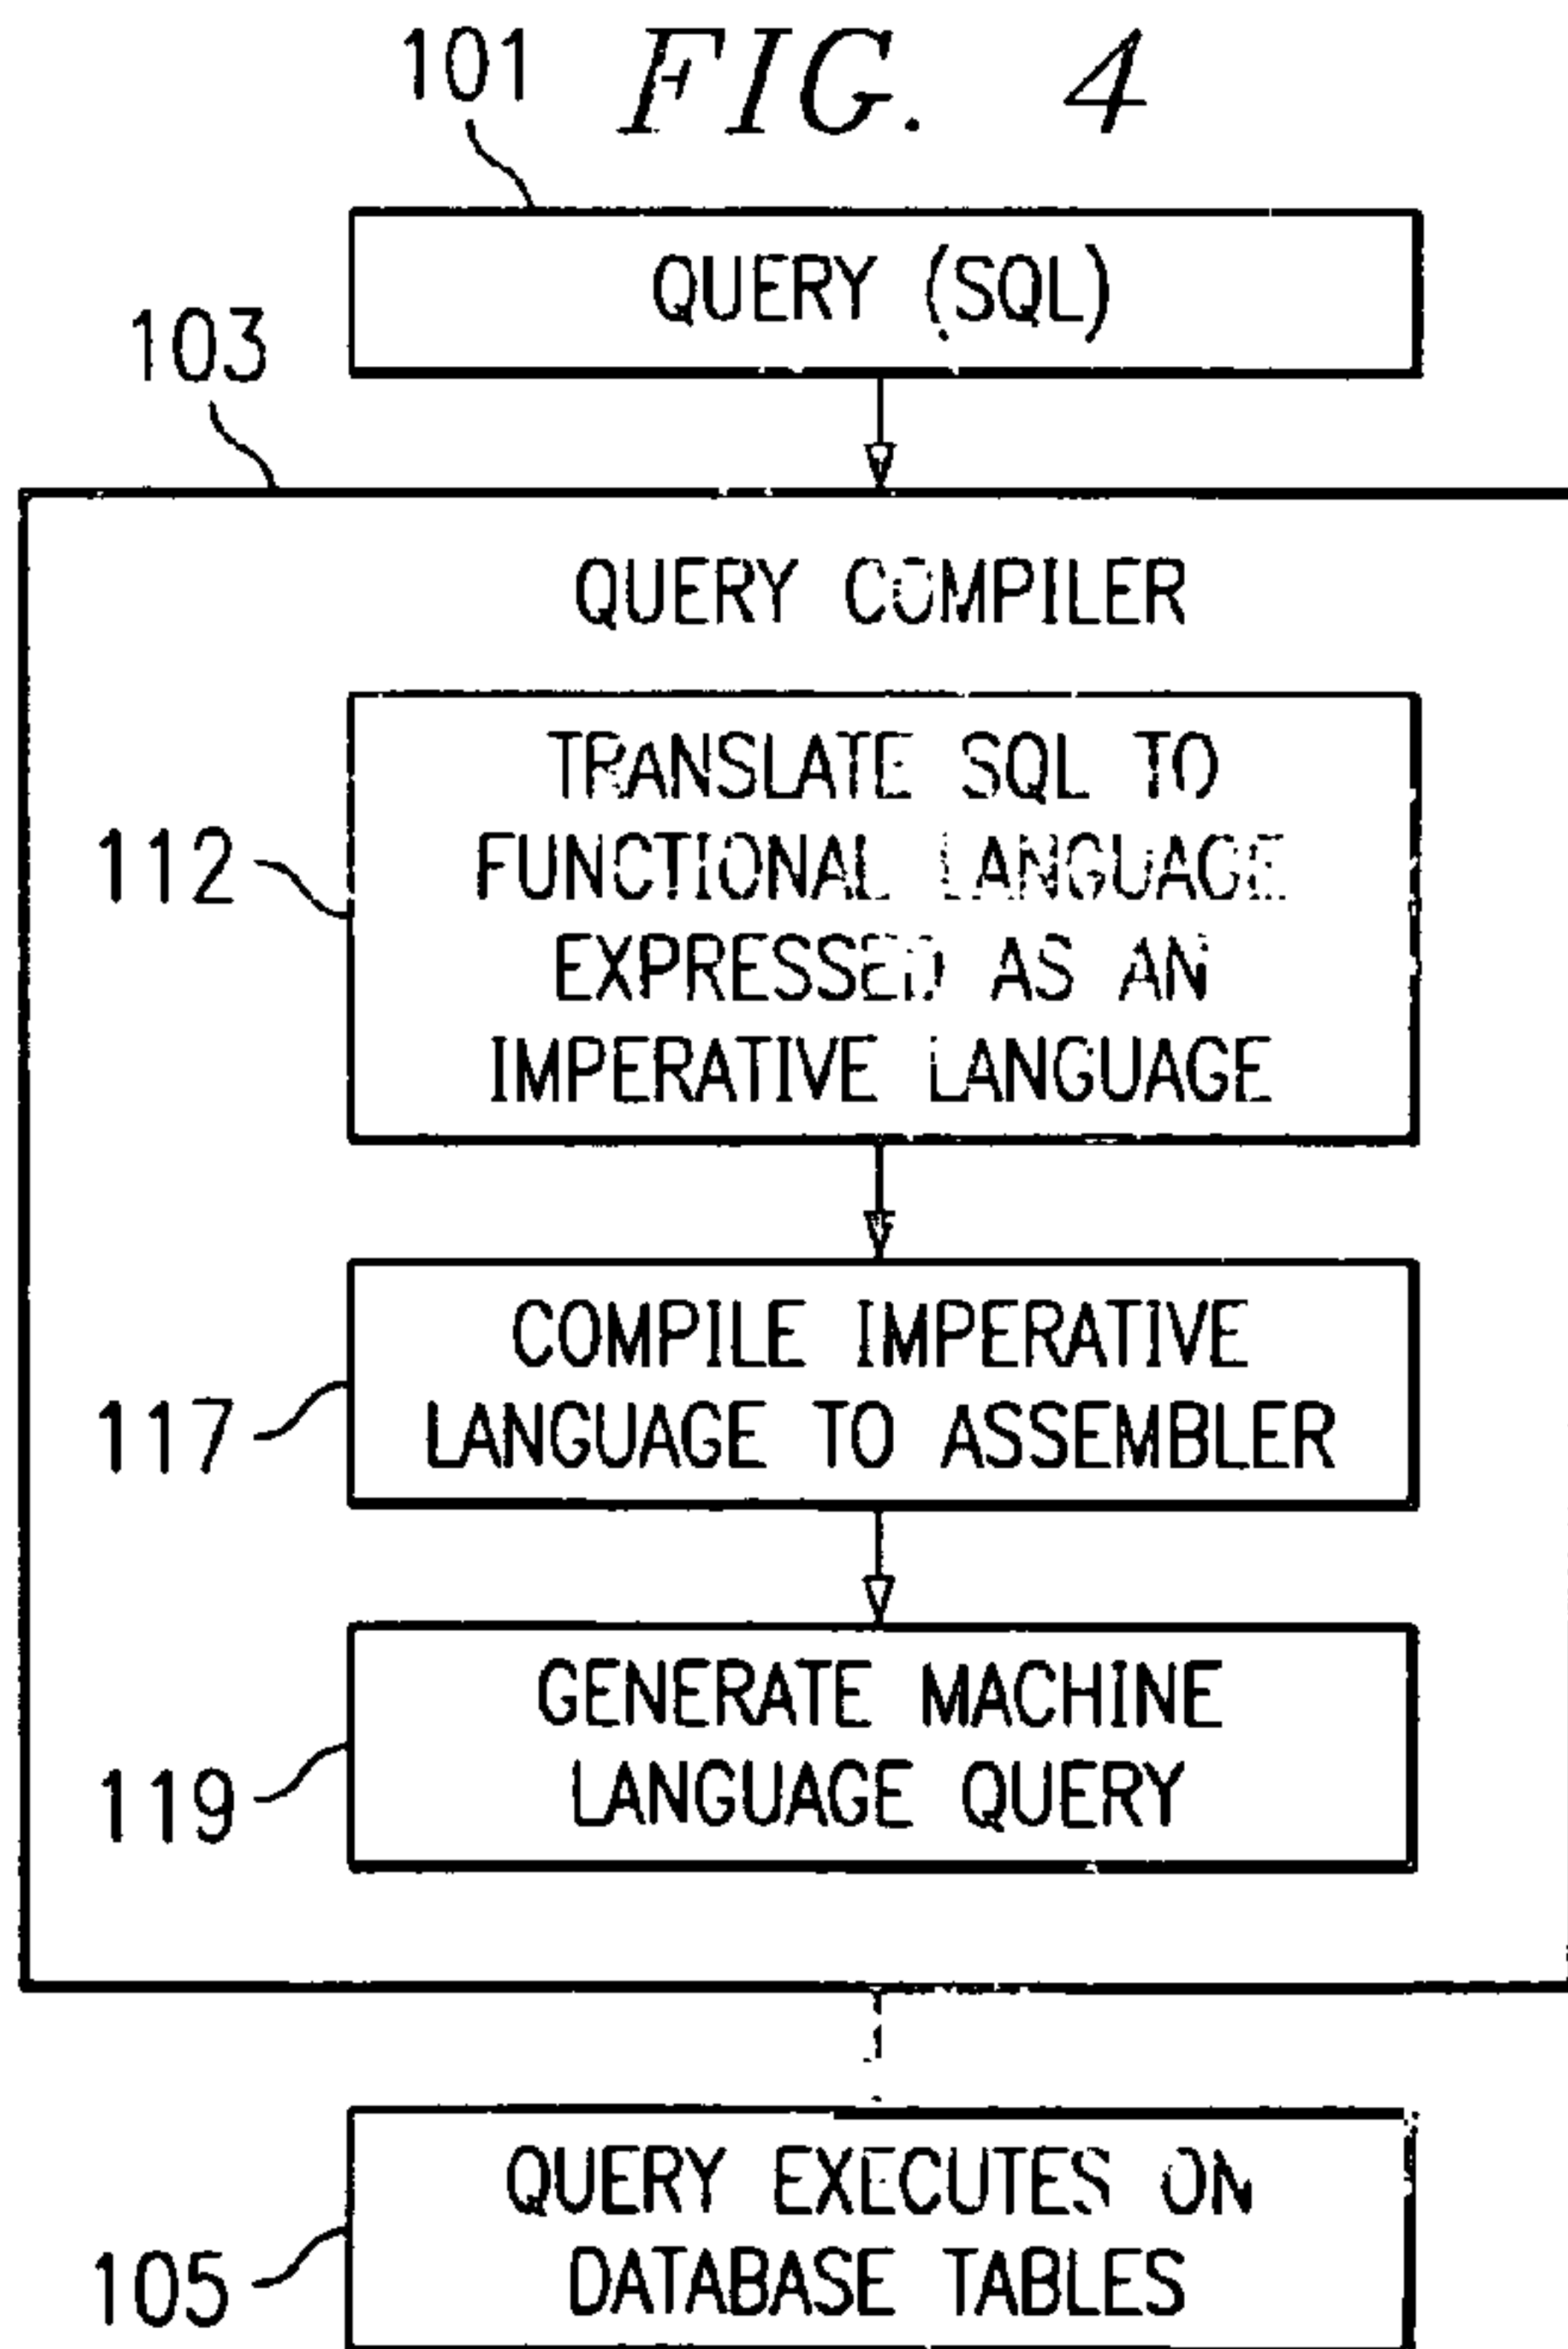 101 FIG. 4
QUERY (SQL)
103
QUERY COMPILER
TRANSLATE SQL TO
FUNCTIONAL LANGUAGE
EXPRESSED AS AN
IMPERATIVE LANGUAGE
112
COMPILE IMPERATIVE
LANGUAGE TO ASSEMBLER
117
GENERATE MACHINE
LANGUAGE QUERY
119
QUERY EXECUTES ON
DATABASE TABLES
105